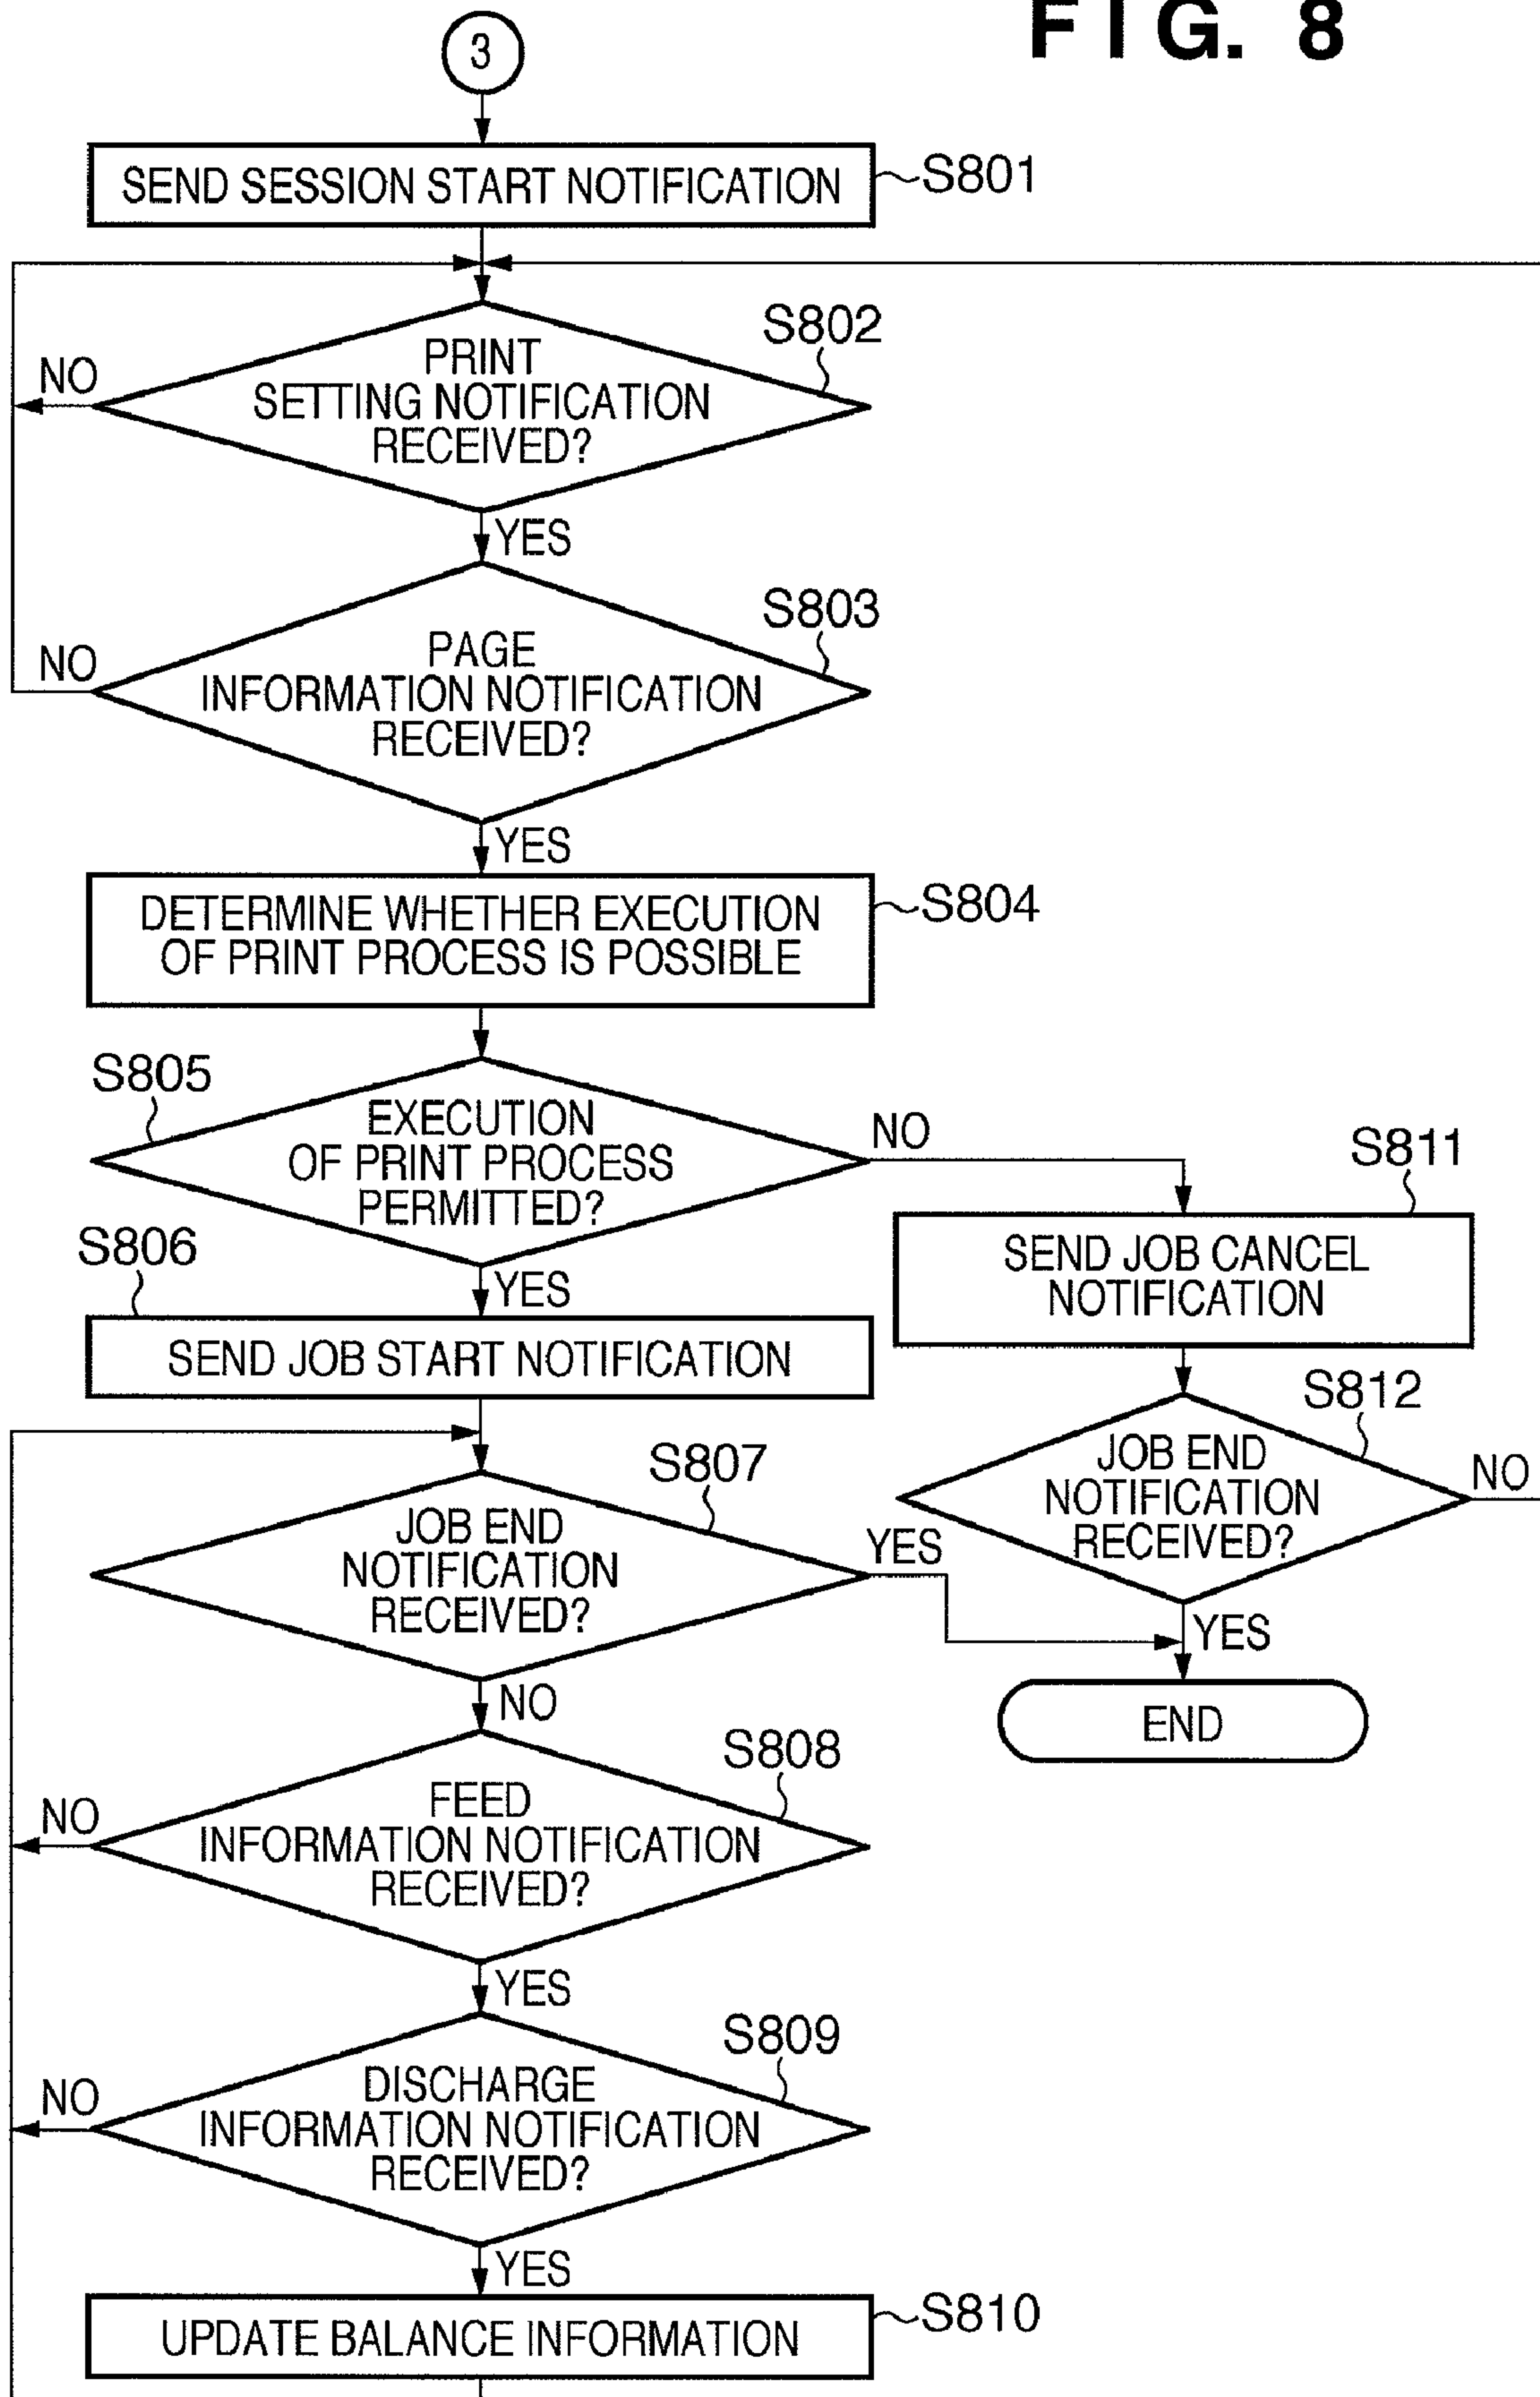 FIG. 8
3
SEND SESSION START NOTIFICATION
S801
S802
PRINT
SETTING NOTIFICATION
RECEIVED?
NO
YES
S803
PAGE
INFORMATION NOTIFICATION
RECEIVED?
NO
YES
DETERMINE WHETHER EXECUTION
OF PRINT PROCESS IS POSSIBLE
S804
S805
EXECUTION
OF PRINT PROCESS
PERMITTED?
NO
YES
S811
SEND JOB CANCEL
NOTIFICATION
S806
SEND JOB START NOTIFICATION
S812
JOB END
NOTIFICATION
RECEIVED?
NO
YES
S807
JOB END
NOTIFICATION
RECEIVED?
YES
NO
END
S808
FEED
INFORMATION NOTIFICATION
RECEIVED?
NO
YES
S809
DISCHARGE
INFORMATION NOTIFICATION
RECEIVED?
NO
YES
UPDATE BALANCE INFORMATION
S810